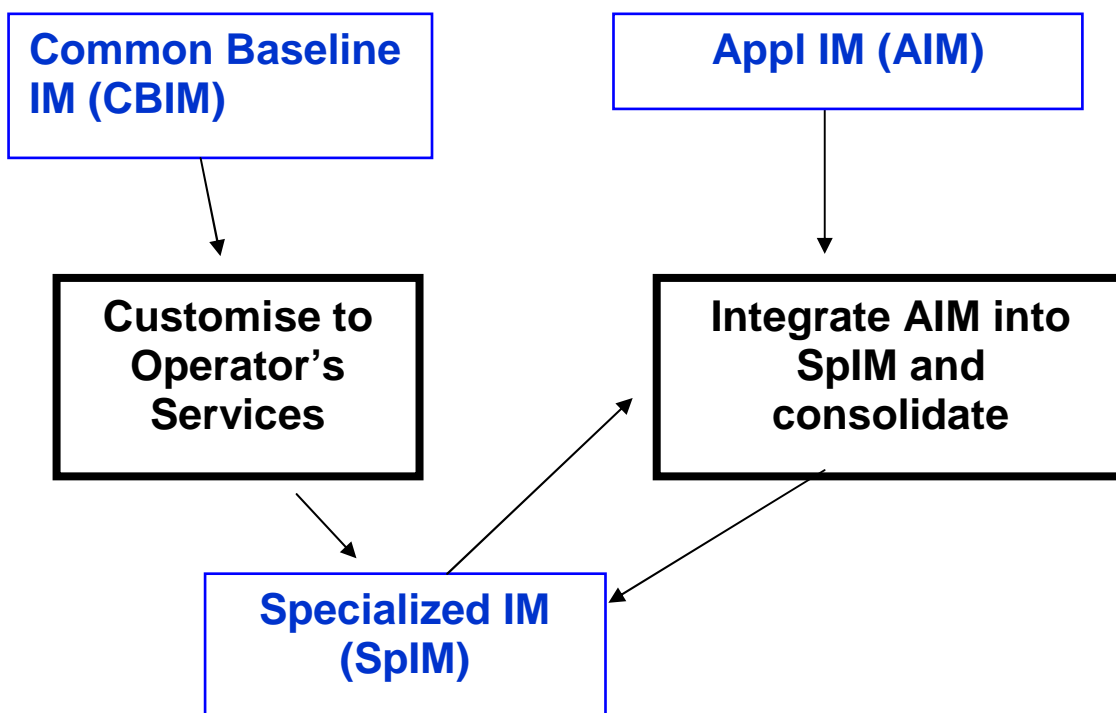 Common Baseline
IM (CBIM)
Appl IM (AIM)
Customise to
Operator’s
Services
Integrate AIM into
SpIM and
consolidate
Specialized IM
(SpIM)